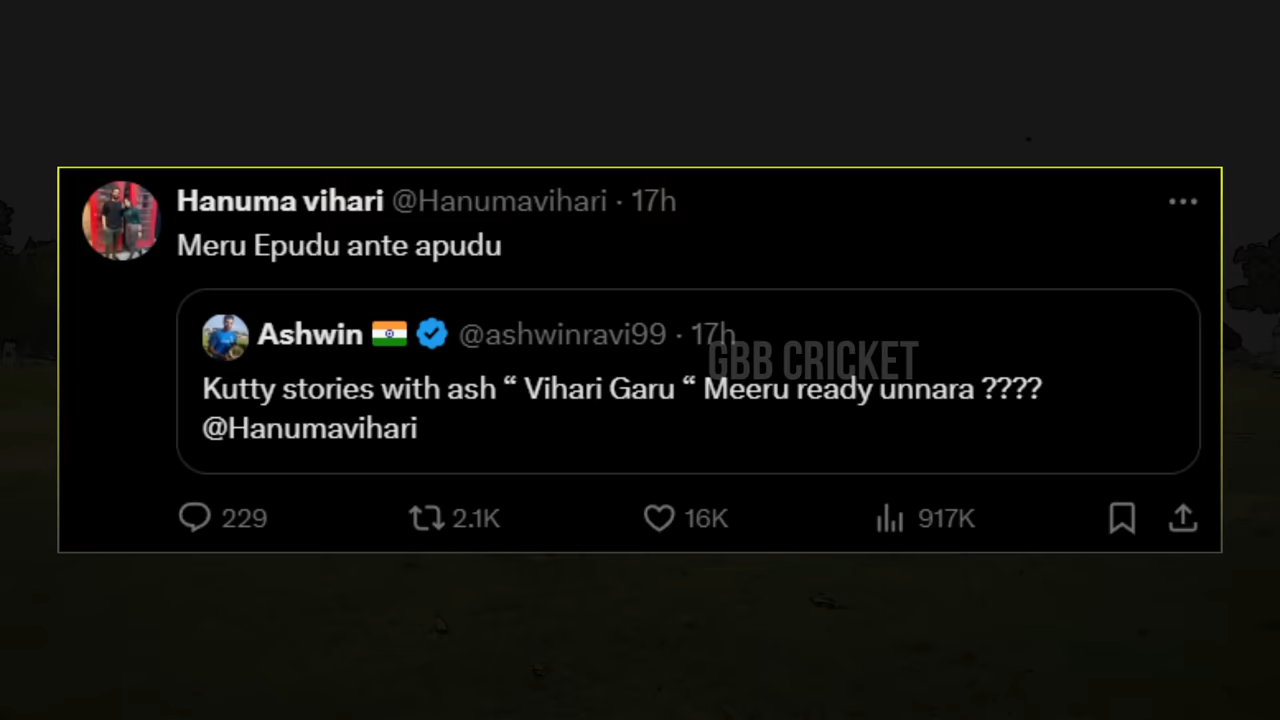 Hanuma vihari @Hanumavihari · 17h
Meru Epudu ante apudu
Ashwin 🇮🇳 @ashwinravi99 · 17h
GBB CRICKET
Kutty stories with ash “ Vihari Garu “ Meeru ready unnara ????
@Hanumavihari
229 2.1K 16K 917K